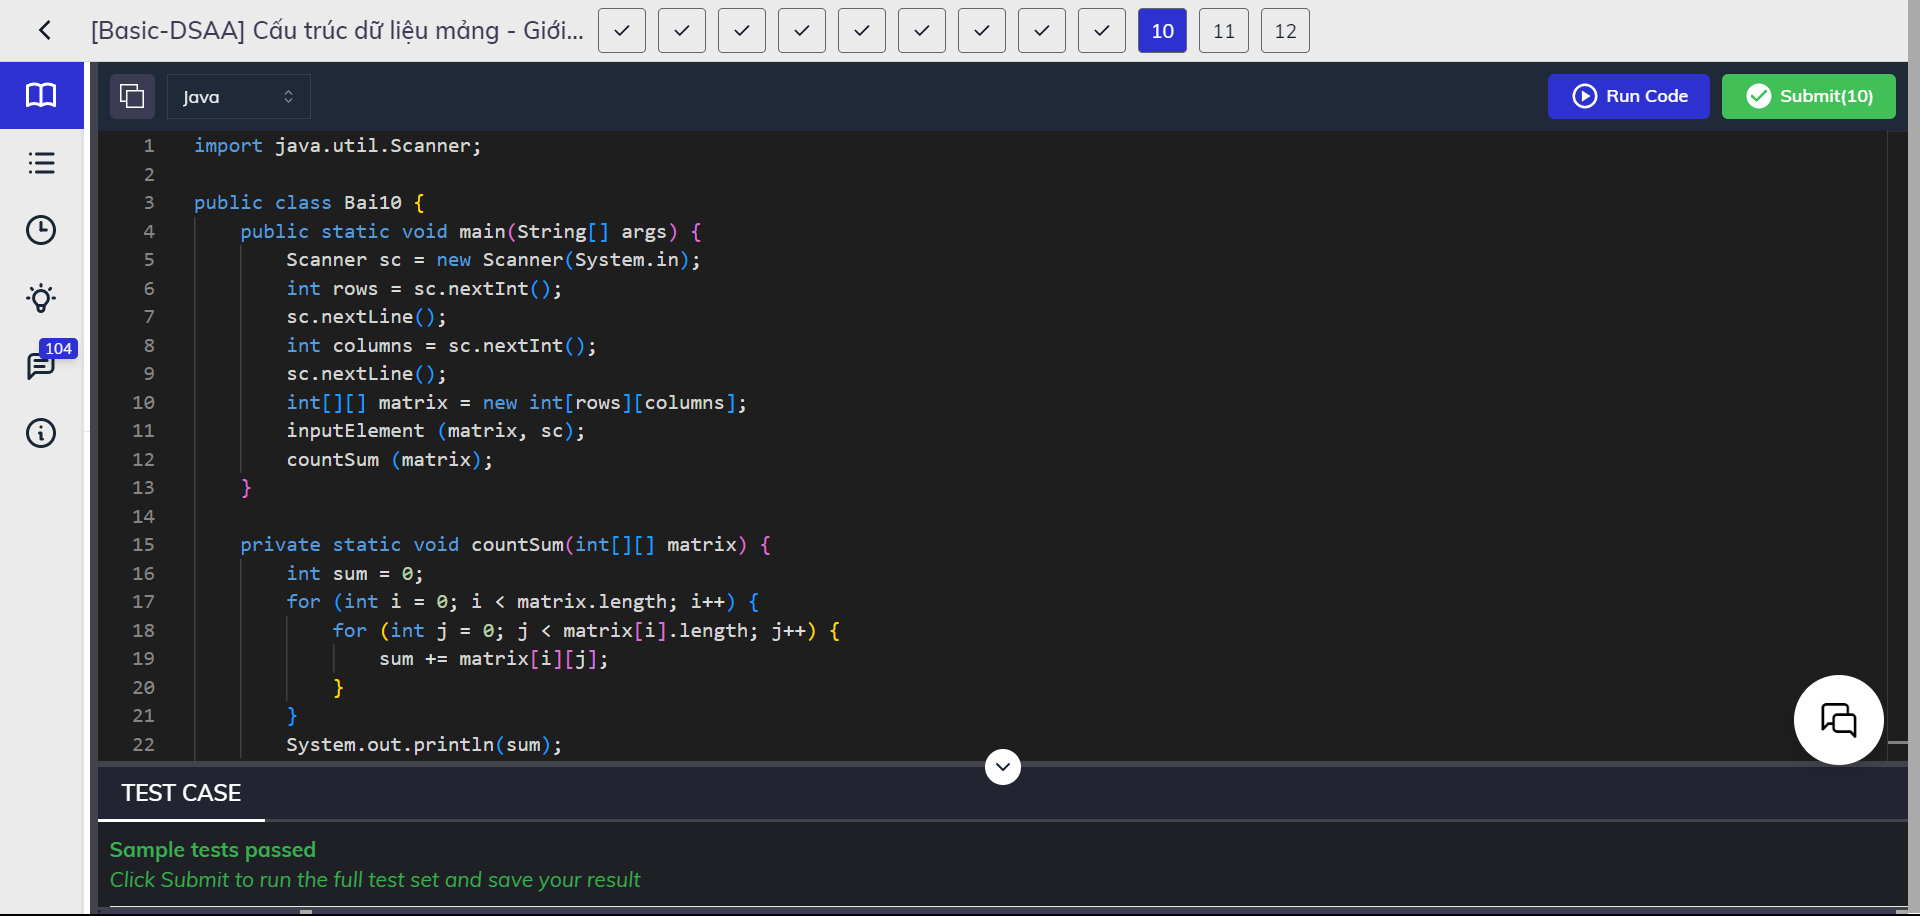 [Basic-DSAA] Cấu trúc dữ liệu mảng - Giới...
10
11
12
Java
Run Code
Submit(10)
104
1 import java.util.Scanner;
2
3 public class Bai10 {
4 public static void main(String[] args) {
5 Scanner sc = new Scanner(System.in);
6 int rows = sc.nextInt();
7 sc.nextLine();
8 int columns = sc.nextInt();
9 sc.nextLine();
10 int[][] matrix = new int[rows][columns];
11 inputElement (matrix, sc);
12 countSum (matrix);
13 }
14
15 private static void countSum(int[][] matrix) {
16 int sum = 0;
17 for (int i = 0; i < matrix.length; i++) {
18 for (int j = 0; j < matrix[i].length; j++) {
19 sum += matrix[i][j];
20 }
21 }
22 System.out.println(sum);
TEST CASE
Sample tests passed
Click Submit to run the full test set and save your result